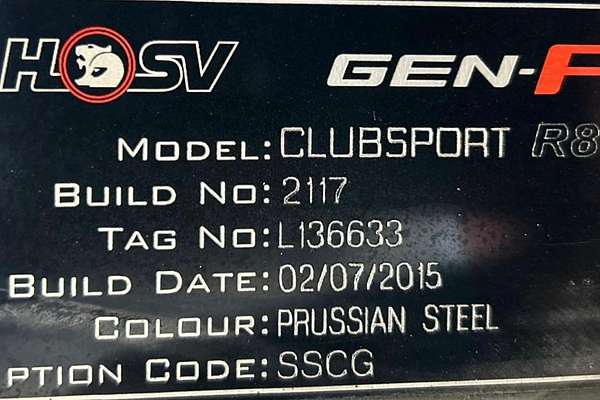 HSV GEN-F
MODEL: CLUBSPORT R8
BUILD NO: 2117
TAG NO: L136633
BUILD DATE: 02/07/2015
COLOUR: PRUSSIAN STEEL
PTION CODE: SSCG